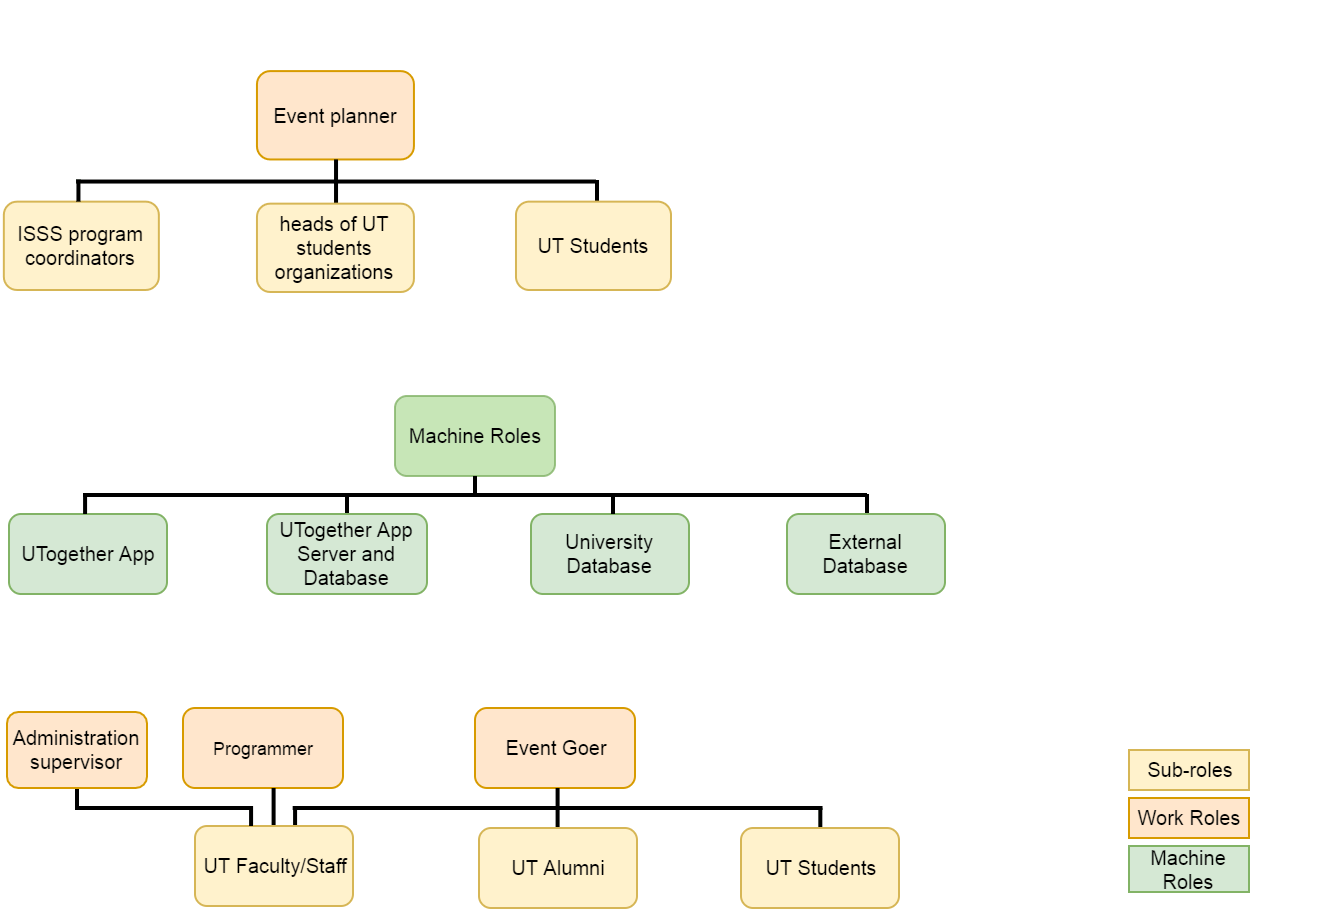 Event planner
ISSS program
coordinators
heads of UT
students
organizations
UT Students
Machine Roles
UTogether App
UTogether App
Server and
Database
University
Database
External
Database
Administration
supervisor
Programmer
Event Goer
UT Faculty/Staff
UT Alumni
UT Students
Sub-roles
Work Roles
Machine
Roles